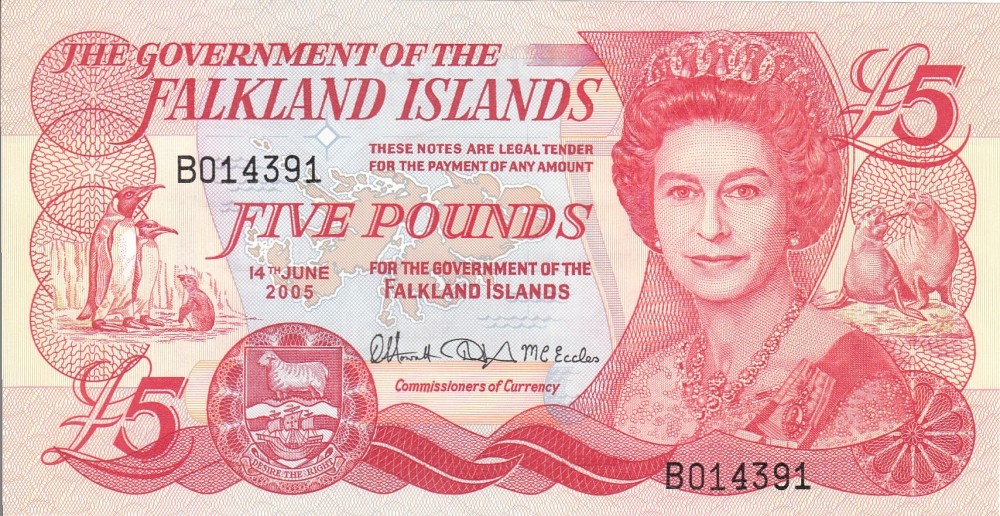 THE GOVERNMENT OF THE
FALKLAND ISLANDS
£5
THESE NOTES ARE LEGAL TENDER
FOR THE PAYMENT OF ANY AMOUNT
B014391
FIVE POUNDS
14TH JUNE
2005
FOR THE GOVERNMENT OF THE
FALKLAND ISLANDS
M C Eccles
Commissioners of Currency
£5
DESIRE THE RIGHT
B014391